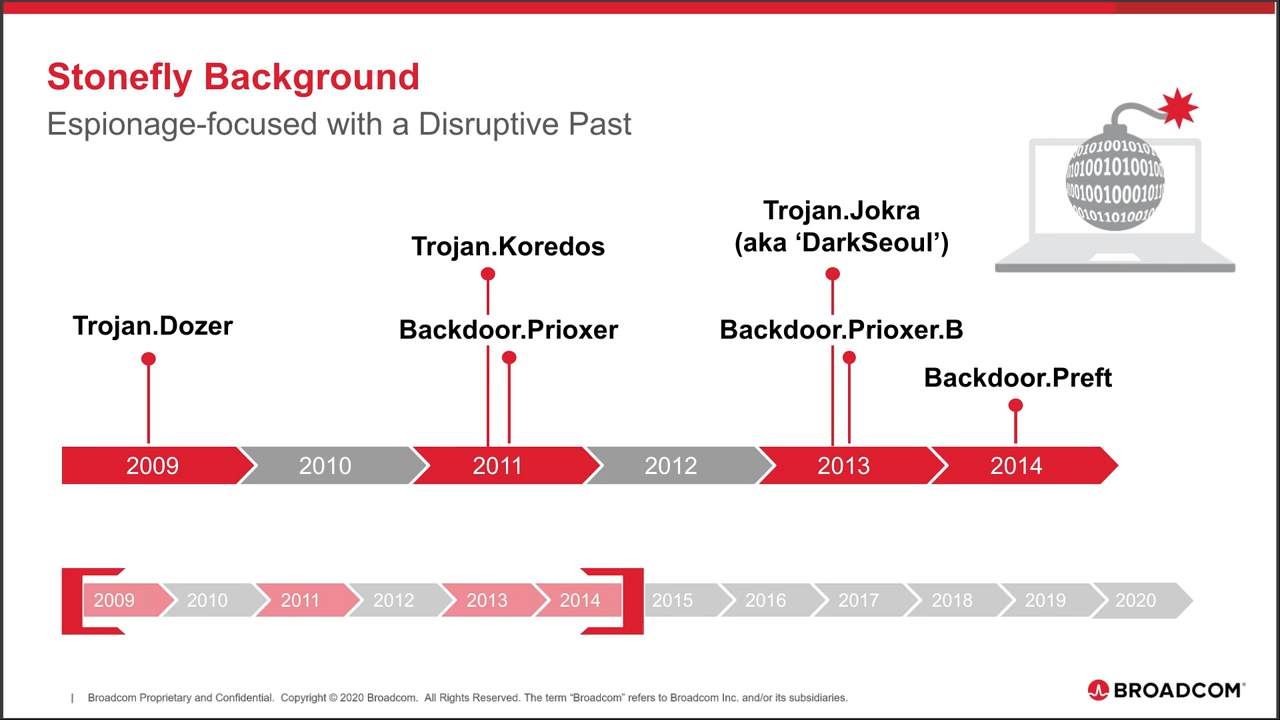 Stonefly Background
Espionage-focused with a Disruptive Past
Trojan.Jokra
(aka ‘DarkSeoul’)
Trojan.Koredos
Trojan.Dozer
Backdoor.Prioxer
Backdoor.Prioxer.B
Backdoor.Preft
2009 2010 2011 2012 2013 2014
2009 2010 2011 2012 2013 2014 2015 2016 2017 2018 2019 2020
| Broadcom Proprietary and Confidential. Copyright © 2020 Broadcom. All Rights Reserved. The term “Broadcom” refers to Broadcom Inc. and/or its subsidiaries.
BROADCOM®